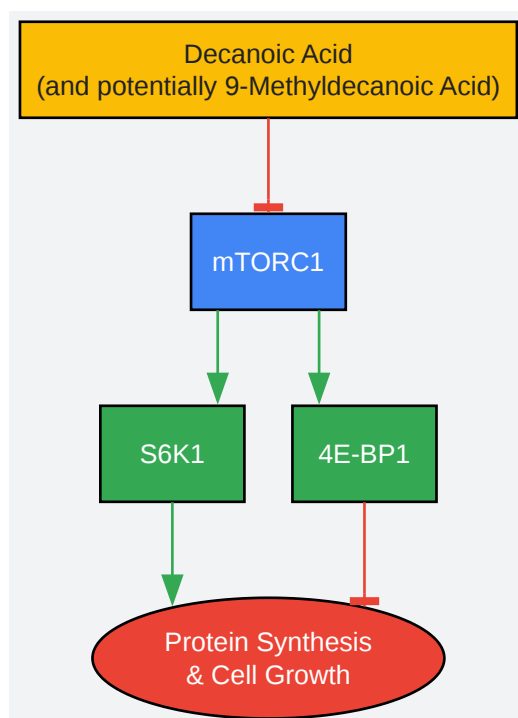 Decanoic Acid
(and potentially 9-Methyldecanoic Acid)
mTORC1
S6K1
4E-BP1
Protein Synthesis
& Cell Growth